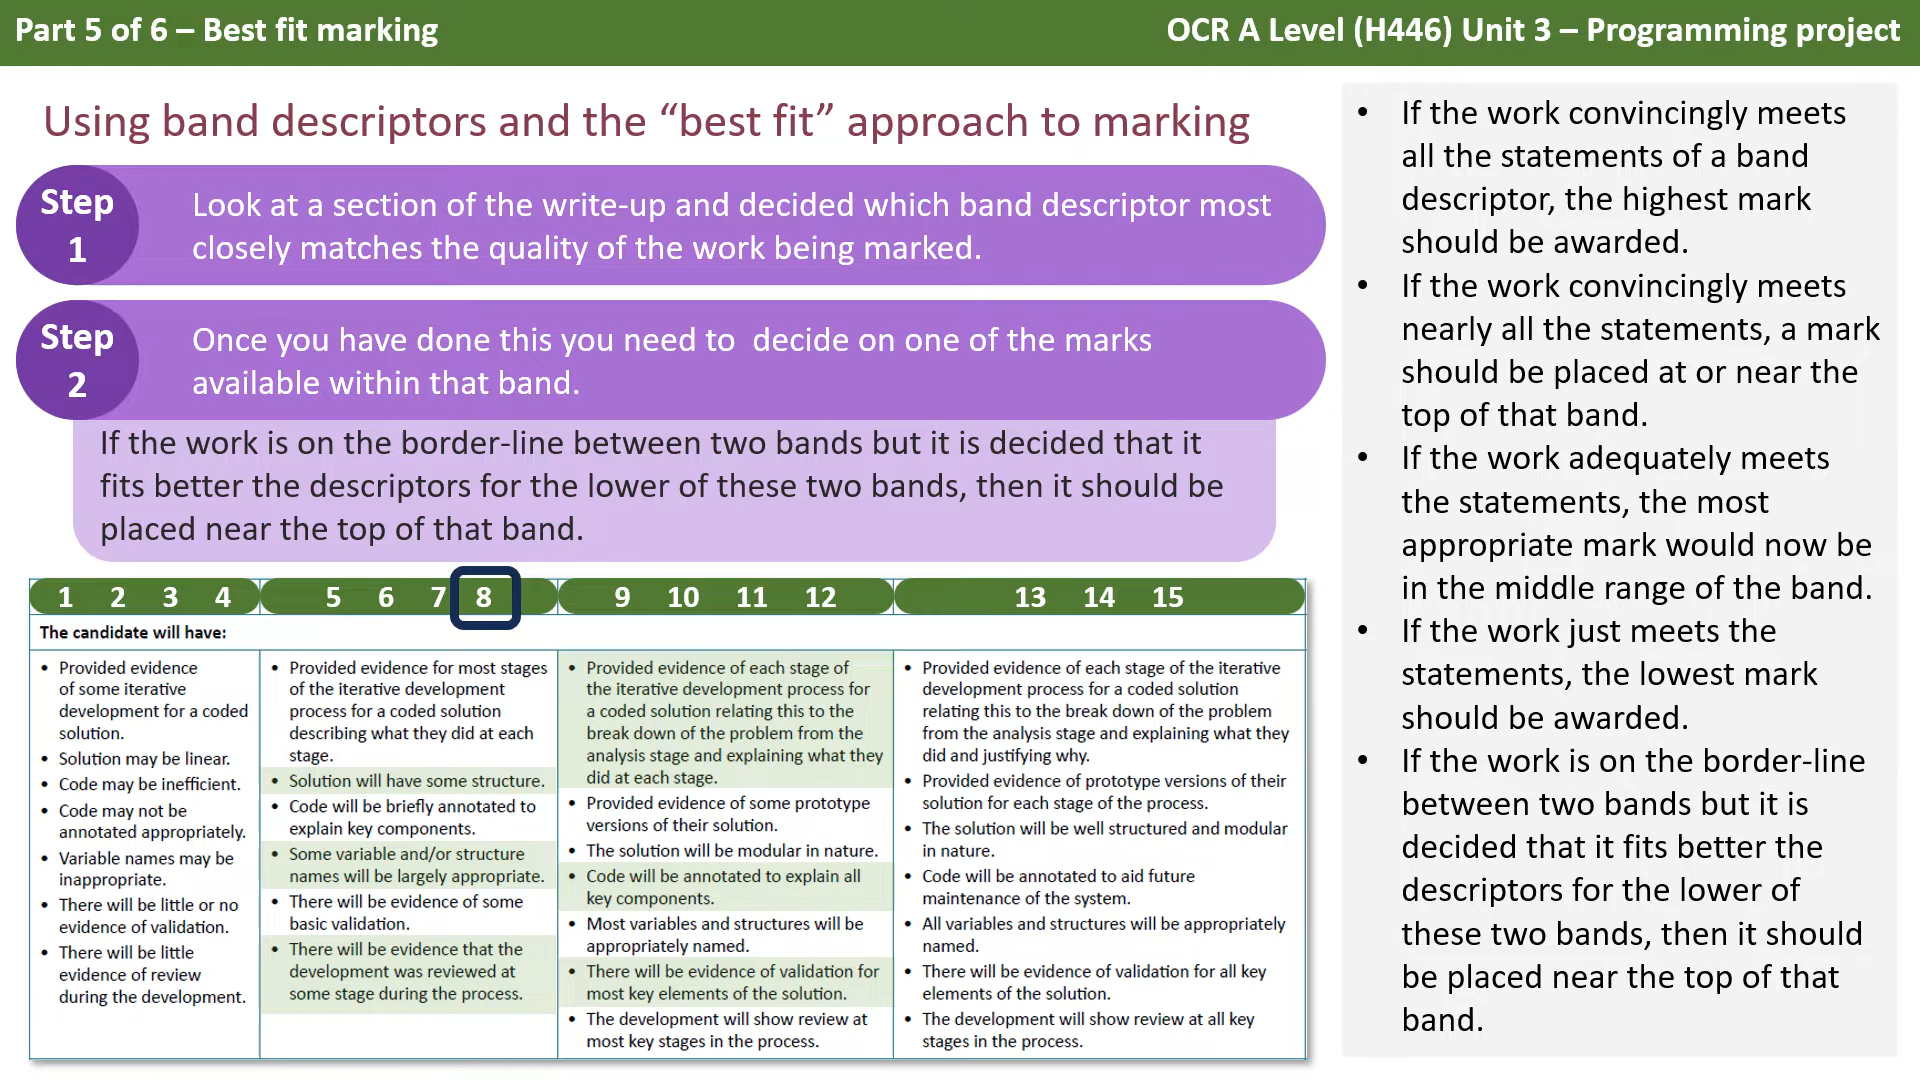 Part 5 of 6 – Best fit marking
OCR A Level (H446) Unit 3 – Programming project
Using band descriptors and the “best fit” approach to marking
Step
1
Look at a section of the write-up and decided which band descriptor most
closely matches the quality of the work being marked.
Step
2
Once you have done this you need to  decide on one of the marks
available within that band.
If the work is on the border-line between two bands but it is decided that it
fits better the descriptors for the lower of these two bands, then it should be
placed near the top of that band.
1 2 3 4
5 6 7 8
9 10 11 12
13 14 15
The candidate will have:
• Provided evidence
of some iterative
development for a coded
solution.
• Solution may be linear.
• Code may be inefficient.
• Code may not be
annotated appropriately.
• Variable names may be
inappropriate.
• There will be little or no
evidence of validation.
• There will be little
evidence of review
during the development.
• Provided evidence for most stages
of the iterative development
process for a coded solution
describing what they did at each
stage.
• Solution will have some structure.
• Code will be briefly annotated to
explain key components.
• Some variable and/or structure
names will be largely appropriate.
• There will be evidence of some
basic validation.
• There will be evidence that the
development was reviewed at
some stage during the process.
• Provided evidence of each stage of
the iterative development process for
a coded solution relating this to the
break down of the problem from the
analysis stage and explaining what they
did at each stage.
• Provided evidence of some prototype
versions of their solution.
• The solution will be modular in nature.
• Code will be annotated to explain all
key components.
• Most variables and structures will be
appropriately named.
• There will be evidence of validation for
most key elements of the solution.
• The development will show review at
most key stages in the process.
• Provided evidence of each stage of the iterative
development process for a coded solution
relating this to the break down of the problem
from the analysis stage and explaining what they
did and justifying why.
• Provided evidence of prototype versions of their
solution for each stage of the process.
• The solution will be well structured and modular
in nature.
• Code will be annotated to aid future
maintenance of the system.
• All variables and structures will be appropriately
named.
• There will be evidence of validation for all key
elements of the solution.
• The development will show review at all key
stages in the process.
• If the work convincingly meets
all the statements of a band
descriptor, the highest mark
should be awarded.
• If the work convincingly meets
nearly all the statements, a mark
should be placed at or near the
top of that band.
• If the work adequately meets
the statements, the most
appropriate mark would now be
in the middle range of the band.
• If the work just meets the
statements, the lowest mark
should be awarded.
• If the work is on the border-line
between two bands but it is
decided that it fits better the
descriptors for the lower of
these two bands, then it should
be placed near the top of that
band.